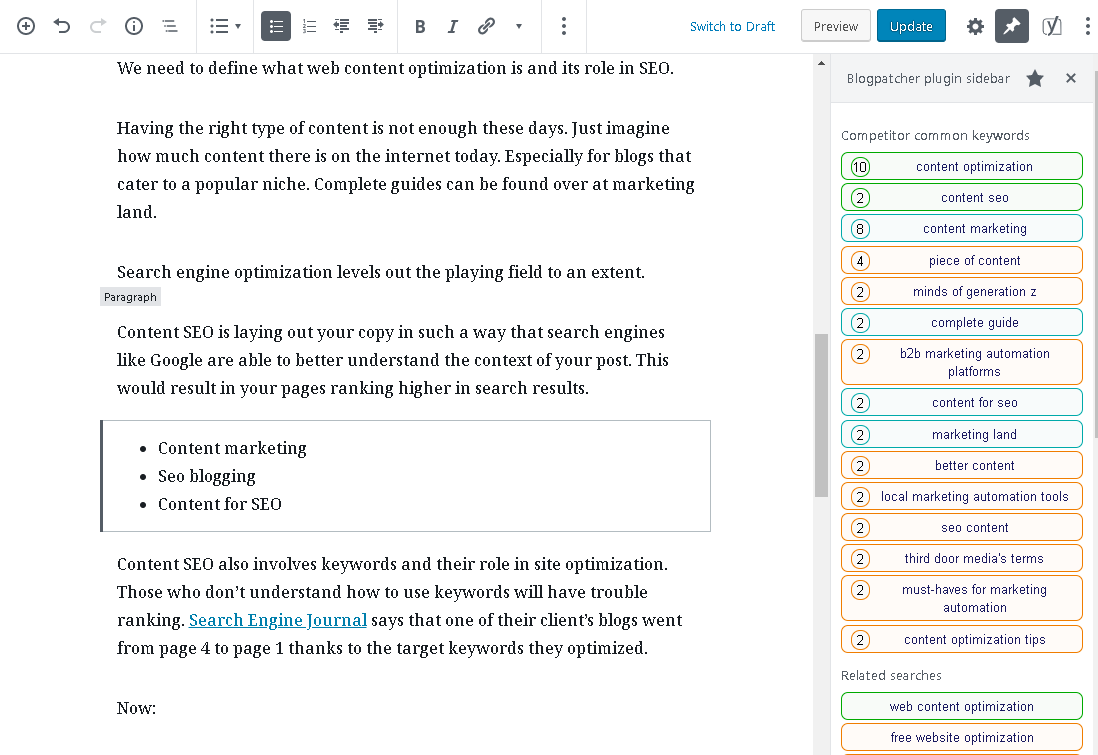 B I Switch to Draft Preview Update
Blogpatcher plugin sidebar
We need to define what web content optimization is and its role in SEO.
Having the right type of content is not enough these days. Just imagine
how much content there is on the internet today. Especially for blogs that
cater to a popular niche. Complete guides can be found over at marketing
land.
Search engine optimization levels out the playing field to an extent.
Paragraph
Content SEO is laying out your copy in such a way that search engines
like Google are able to better understand the context of your post. This
would result in your pages ranking higher in search results.
Content marketing
Seo blogging
Content for SEO
Content SEO also involves keywords and their role in site optimization.
Those who don’t understand how to use keywords will have trouble
ranking. Search Engine Journal says that one of their client’s blogs went
from page 4 to page 1 thanks to the target keywords they optimized.
Now:
Competitor common keywords
10 content optimization
2 content seo
8 content marketing
4 piece of content
2 minds of generation z
2 complete guide
2 b2b marketing automation
platforms
2 content for seo
2 marketing land
2 better content
2 local marketing automation tools
2 seo content
2 third door media's terms
2 must-haves for marketing
automation
2 content optimization tips
Related searches
web content optimization
free website optimization